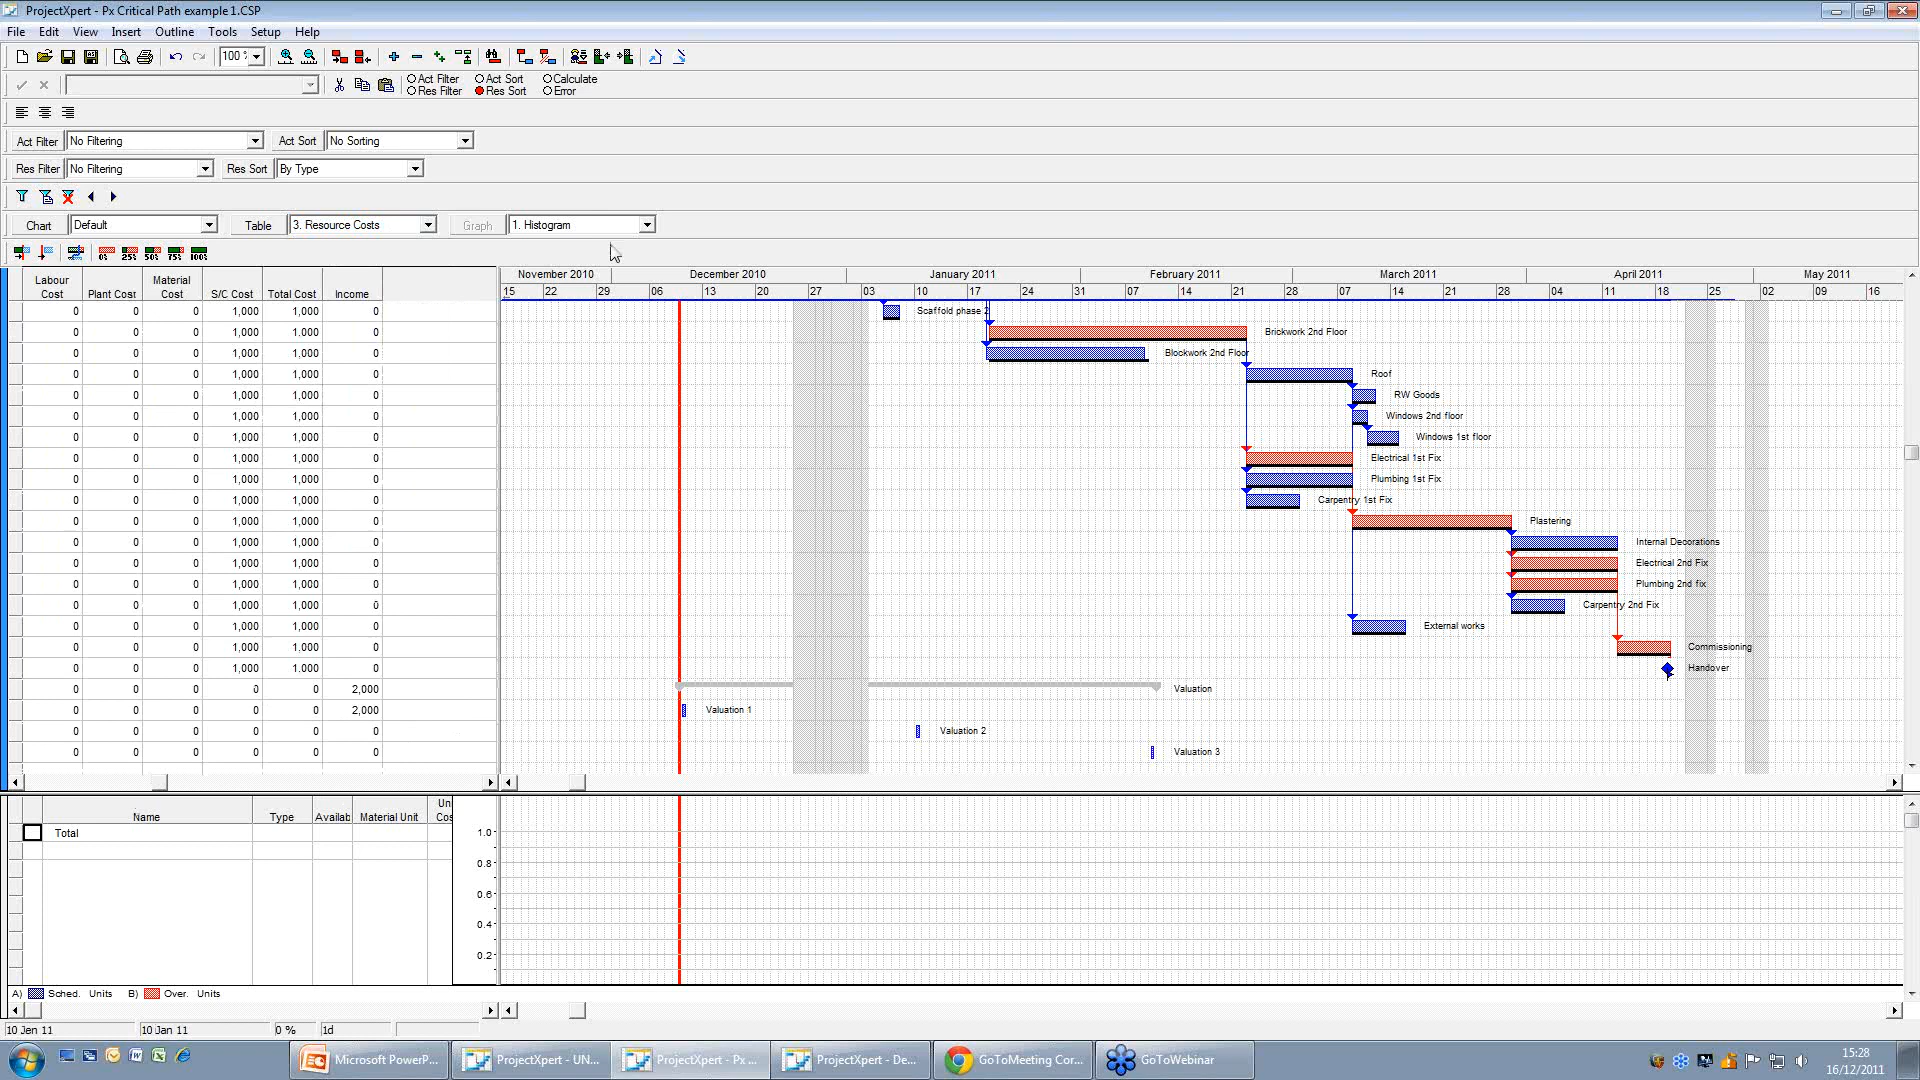 ProjectXpert - Px Critical Path example 1.CSP
File Edit View Insert Outline Tools Setup Help
100 %
Act Filter Act Sort Calculate
Res Filter Res Sort Error
Act Filter No Filtering Act Sort No Sorting
Res Filter No Filtering Res Sort By Type
Chart Default Table 3. Resource Costs Graph 1. Histogram
0% 25% 50% 75% 100%
November 2010 December 2010 January 2011 February 2011 March 2011 April 2011 May 2011
15 22 29 06 13 20 27 03 10 17 24 31 07 14 21 28 07 14 21 28 04 11 18 25 02 09 16
Labour Cost Plant Cost Material Cost S/C Cost Total Cost Income
0 0 0 1,000 1,000 0 Scaffold phase 2
0 0 0 1,000 1,000 0 Brickwork 2nd Floor
0 0 0 1,000 1,000 0 Blockwork 2nd Floor
0 0 0 1,000 1,000 0 Roof
0 0 0 1,000 1,000 0 RW Goods
0 0 0 1,000 1,000 0 Windows 2nd floor
0 0 0 1,000 1,000 0 Windows 1st floor
0 0 0 1,000 1,000 0 Electrical 1st Fix
0 0 0 1,000 1,000 0 Plumbing 1st Fix
0 0 0 1,000 1,000 0 Carpentry 1st Fix
0 0 0 1,000 1,000 0 Plastering
0 0 0 1,000 1,000 0 Internal Decorations
0 0 0 1,000 1,000 0 Electrical 2nd Fix
0 0 0 1,000 1,000 0 Plumbing 2nd fix
0 0 0 1,000 1,000 0 Carpentry 2nd Fix
0 0 0 1,000 1,000 0 External works
0 0 0 1,000 1,000 0 Commissioning
0 0 0 1,000 1,000 0 Handover
0 0 0 0 0 2,000 Valuation
0 0 0 0 0 2,000 Valuation 1
0 0 0 0 0 0 Valuation 2
0 0 0 0 0 0 Valuation 3
Name Type Availab Material Unit Un Cos
Total
1.0
0.8
0.6
0.4
0.2
A) Sched. Units B) Over. Units
10 Jan 11 10 Jan 11 0 % 1d
Microsoft PowerP... ProjectXpert - UN... ProjectXpert - Px ... ProjectXpert - De... GoToMeeting Cor... GoToWebinar
15:28
16/12/2011